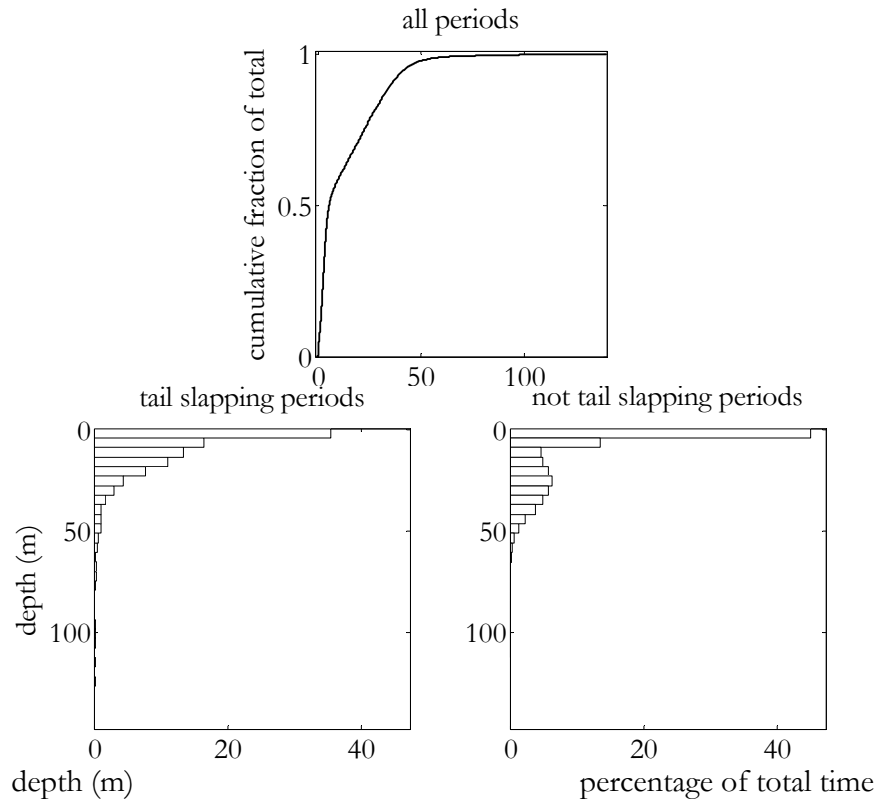 all periods
cumulative fraction of total
1
0.5
0
0 50 100
tail slapping periods
not tail slapping periods
depth (m)
0
50
100
0 20 40
0
50
100
0 20 40
depth (m)
percentage of total time